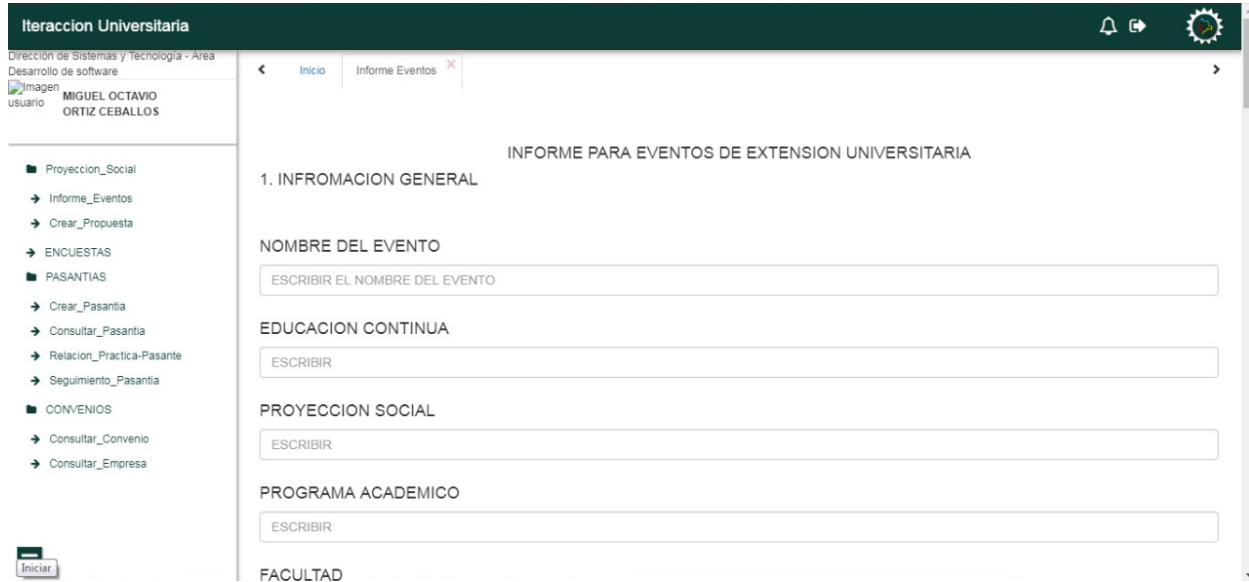 Iteraccion Universitaria
Dirección de Sistemas y Tecnología - Area
Desarrollo de software
Imagen
usuario
MIGUEL OCTAVIO
ORTIZ CEBALLOS
Proyeccion_Social
Informe_Eventos
Crear_Propuesta
ENCUESTAS
PASANTIAS
Crear_Pasantia
Consultar_Pasantia
Relacion_Practica-Pasante
Seguimiento_Pasantia
CONVENIOS
Consultar_Convenio
Consultar_Empresa
Iniciar
Inicio
Informe Eventos
INFORME PARA EVENTOS DE EXTENSION UNIVERSITARIA
1. INFROMACION GENERAL
NOMBRE DEL EVENTO
ESCRIBIR EL NOMBRE DEL EVENTO
EDUCACION CONTINUA
ESCRIBIR
PROYECCION SOCIAL
ESCRIBIR
PROGRAMA ACADEMICO
ESCRIBIR
FACULTAD